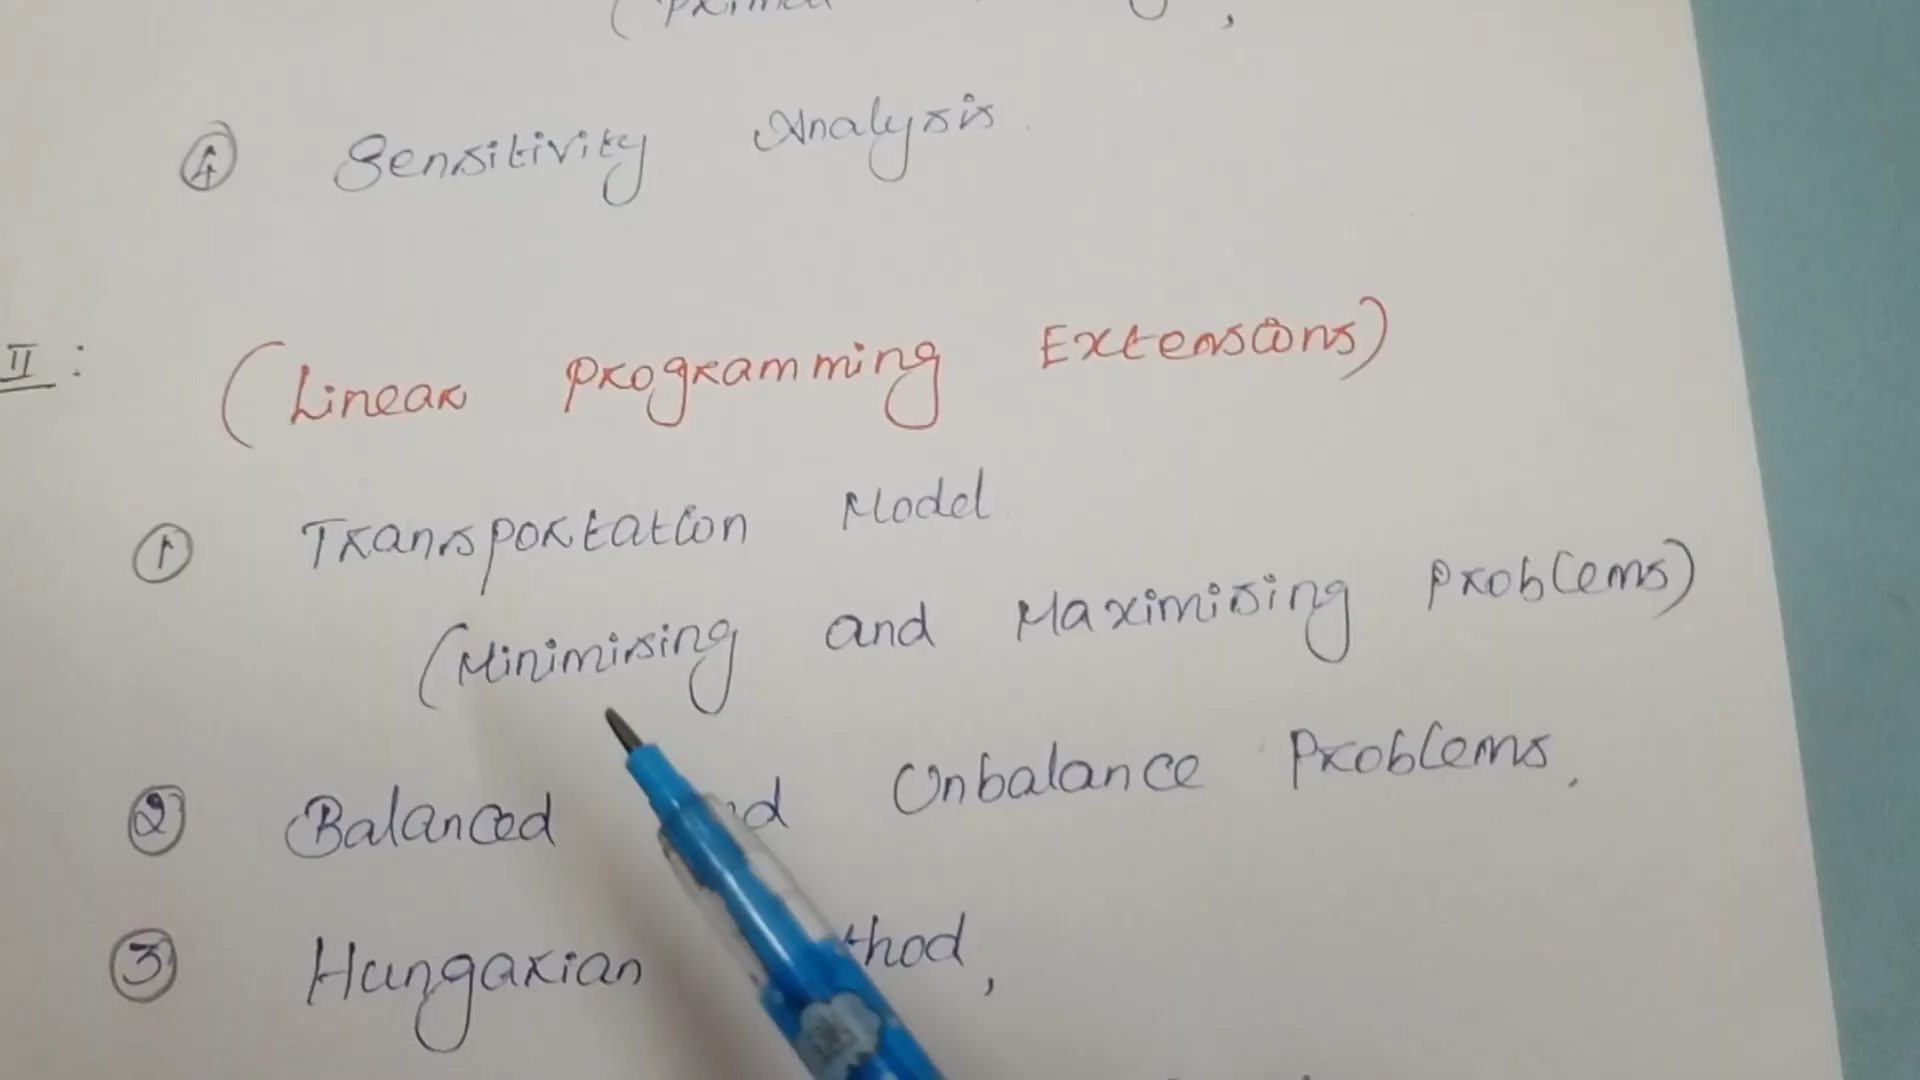 ④ Sensitivity Analysis.
II : (Linear Programming Extensions)
① Transportation Model
(Minimising and Maximising Problems)
② Balanced Unbalance Problems.
③ Hungarian